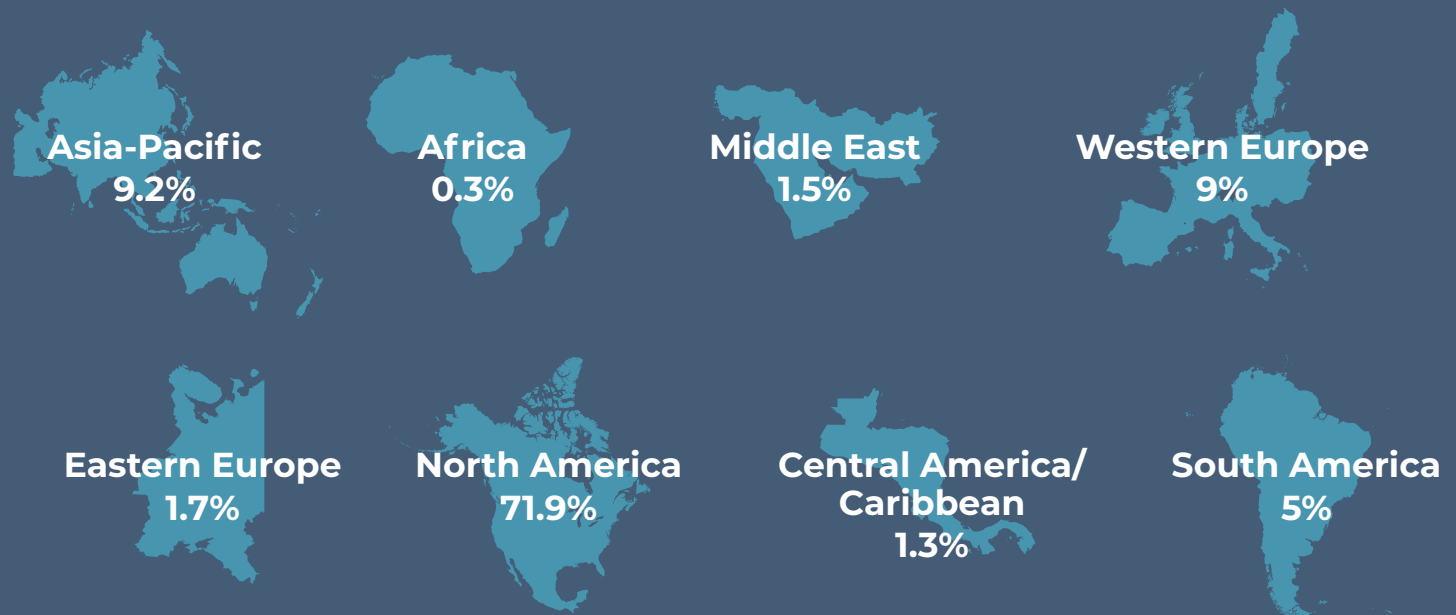 Asia-Pacific
9.2%
Africa
0.3%
Middle East
1.5%
Western Europe
9%
Eastern Europe
1.7%
North America
71.9%
Central America/
Caribbean
1.3%
South America
5%